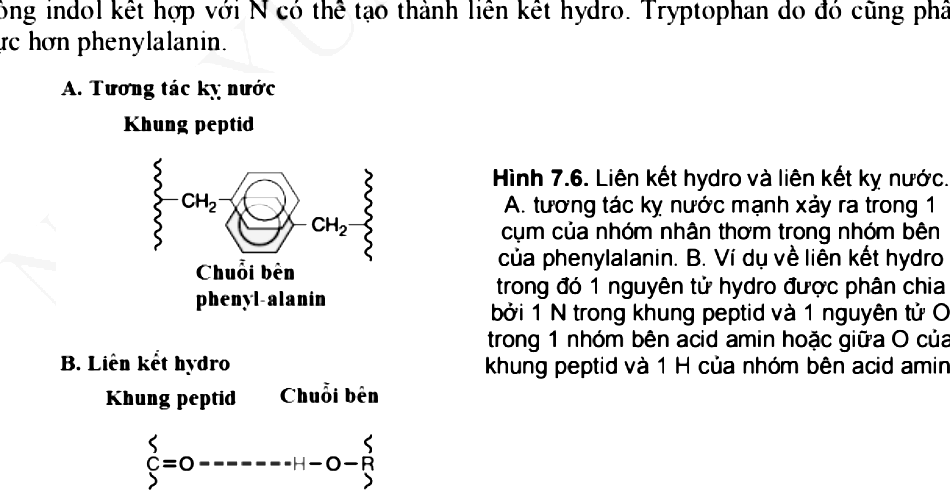 òng indol kết hợp với N có thể tạo thành liên kết hydro. Tryptophan do đó cũng phâ
ực hơn phenylalanin.
A. Tương tác kỵ nước
Khung peptid
CH2
CH2
Chuỗi bên
phenyl-alanin
Hình 7.6. Liên kết hydro và liên kết kỵ nước.
A. tương tác kỵ nước mạnh xảy ra trong 1
cụm của nhóm nhân thơm trong nhóm bên
của phenylalanin. B. Ví dụ về liên kết hydro
trong đó 1 nguyên tử hydro được phân chia
bởi 1 N trong khung peptid và 1 nguyên tử O
trong 1 nhóm bên acid amin hoặc giữa O của
khung peptid và 1 H của nhóm bên acid amin
B. Liên kết hydro
Khung peptid Chuỗi bên
C=O--------H-O-R